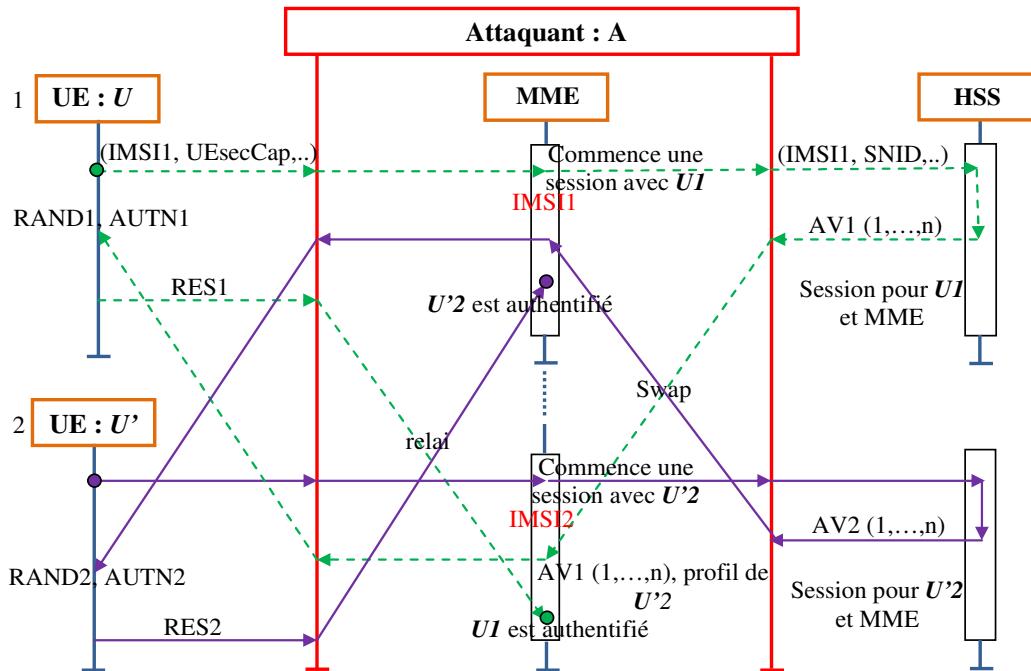 Attaquant : A
1
UE : U
MME
HSS
(IMSI1, UEsecCap,..)
Commence une
session avec U1
(IMSI1, SNID,..)
IMSI1
RAND1, AUTN1
AV1 (1,…,n)
RES1
U'2 est authentifié
Session pour U1
et MME
Swap
2
UE : U'
relai
Commence une
session avec U'2
IMSI2
AV2 (1,…,n)
RAND2, AUTN2
AV1 (1,…,n), profil de
U'2
Session pour U'2
et MME
RES2
U1 est authentifié